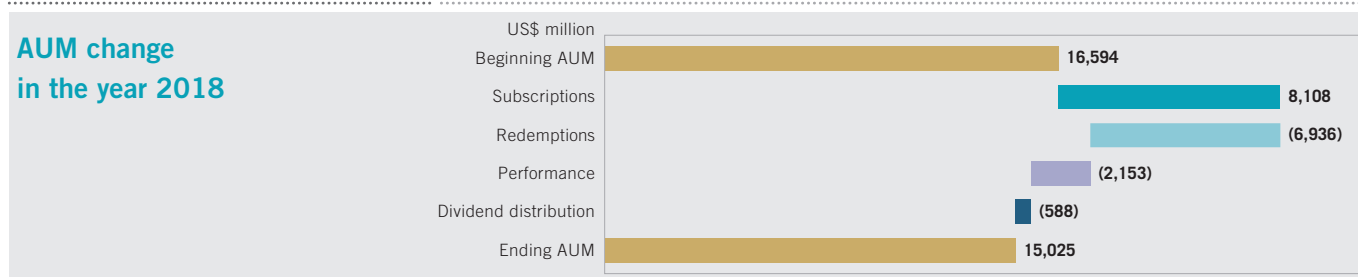 AUM change
in the year 2018
US$ million
Beginning AUM 16,594
Subscriptions 8,108
Redemptions (6,936)
Performance (2,153)
Dividend distribution (588)
Ending AUM 15,025